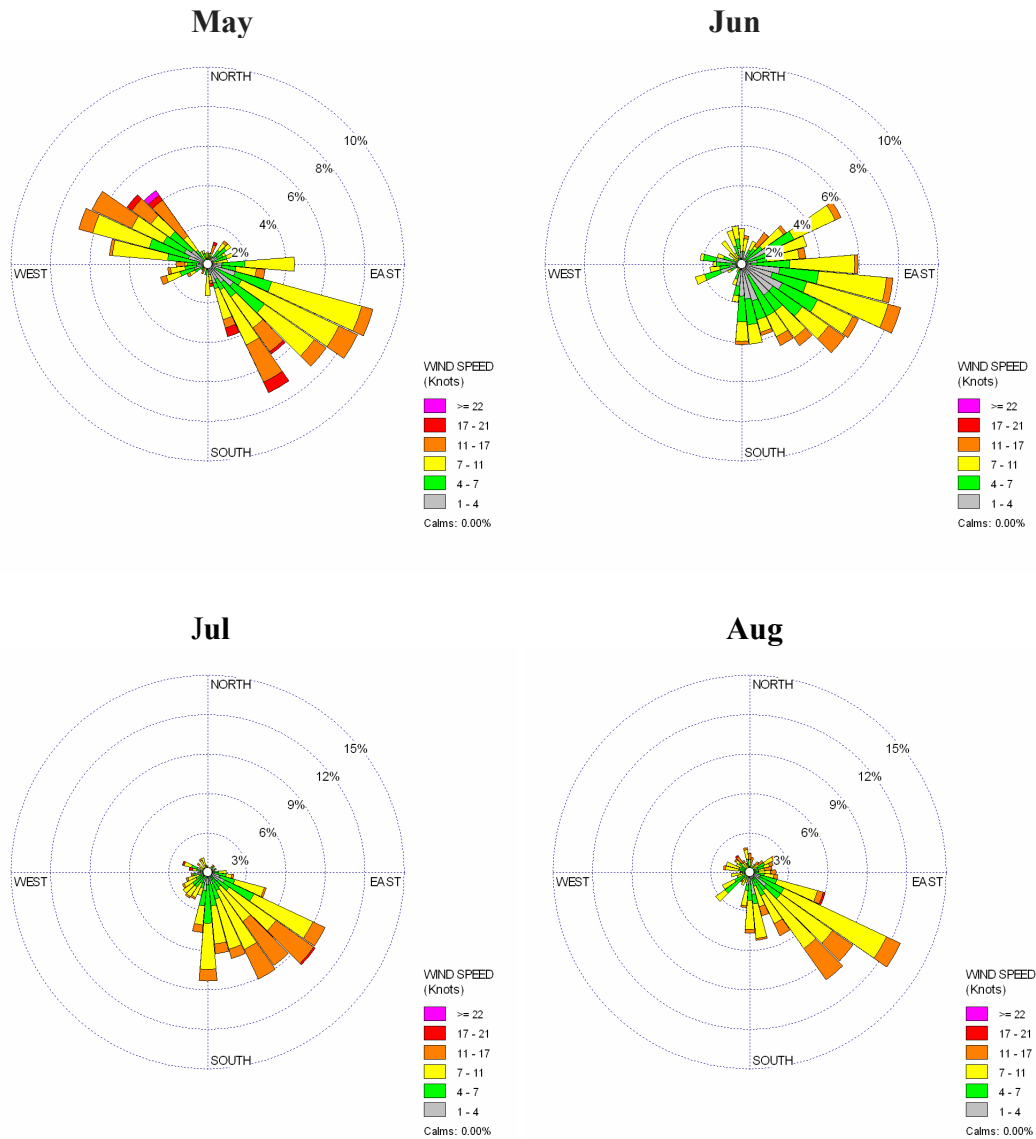 May
NORTH
10%
8%
6%
4%
2%
WEST
EAST
SOUTH
WIND SPEED
(Knots)
>= 22
17 - 21
11 - 17
7 - 11
4 - 7
1 - 4
Calms: 0.00%
Jun
NORTH
10%
8%
6%
4%
2%
WEST
EAST
SOUTH
WIND SPEED
(Knots)
>= 22
17 - 21
11 - 17
7 - 11
4 - 7
1 - 4
Calms: 0.00%
Jul
NORTH
15%
12%
9%
6%
3%
WEST
EAST
SOUTH
WIND SPEED
(Knots)
>= 22
17 - 21
11 - 17
7 - 11
4 - 7
1 - 4
Calms: 0.00%
Aug
NORTH
15%
12%
9%
6%
3%
WEST
EAST
SOUTH
WIND SPEED
(Knots)
>= 22
17 - 21
11 - 17
7 - 11
4 - 7
1 - 4
Calms: 0.00%